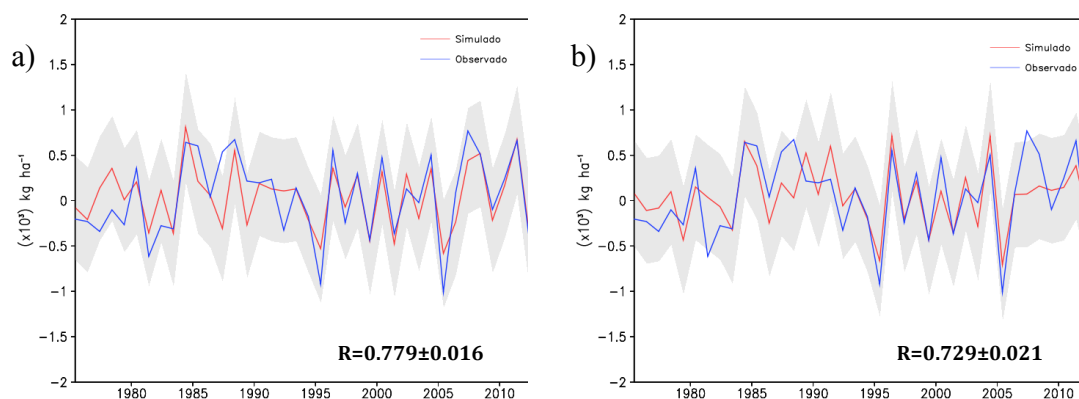 a)
(x10³) kg ha⁻¹
2
1.5
1
0.5
0
−0.5
−1
−1.5
−2
Simulado
Observado
R=0.779±0.016
1980 1985 1990 1995 2000 2005 2010
b)
(x10³) kg ha⁻¹
2
1.5
1
0.5
0
−0.5
−1
−1.5
−2
Simulado
Observado
R=0.729±0.021
1980 1985 1990 1995 2000 2005 2010